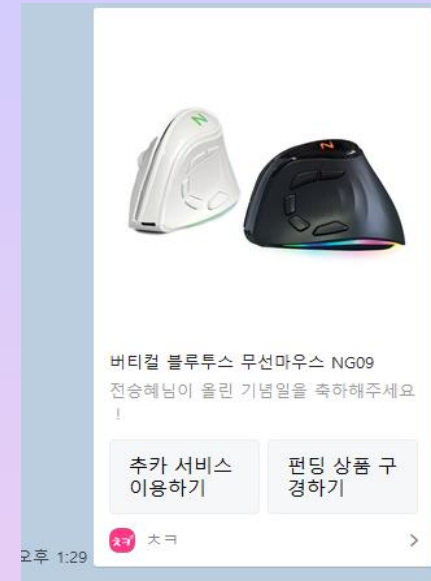 버티컬 블루투스 무선마우스 NG09
전승혜님이 올린 기념일을 축하해주세요
!
추카 서비스
이용하기
펀딩 상품 구
경하기
ㅊㅋ
ㅊㅋ
오후 1:29